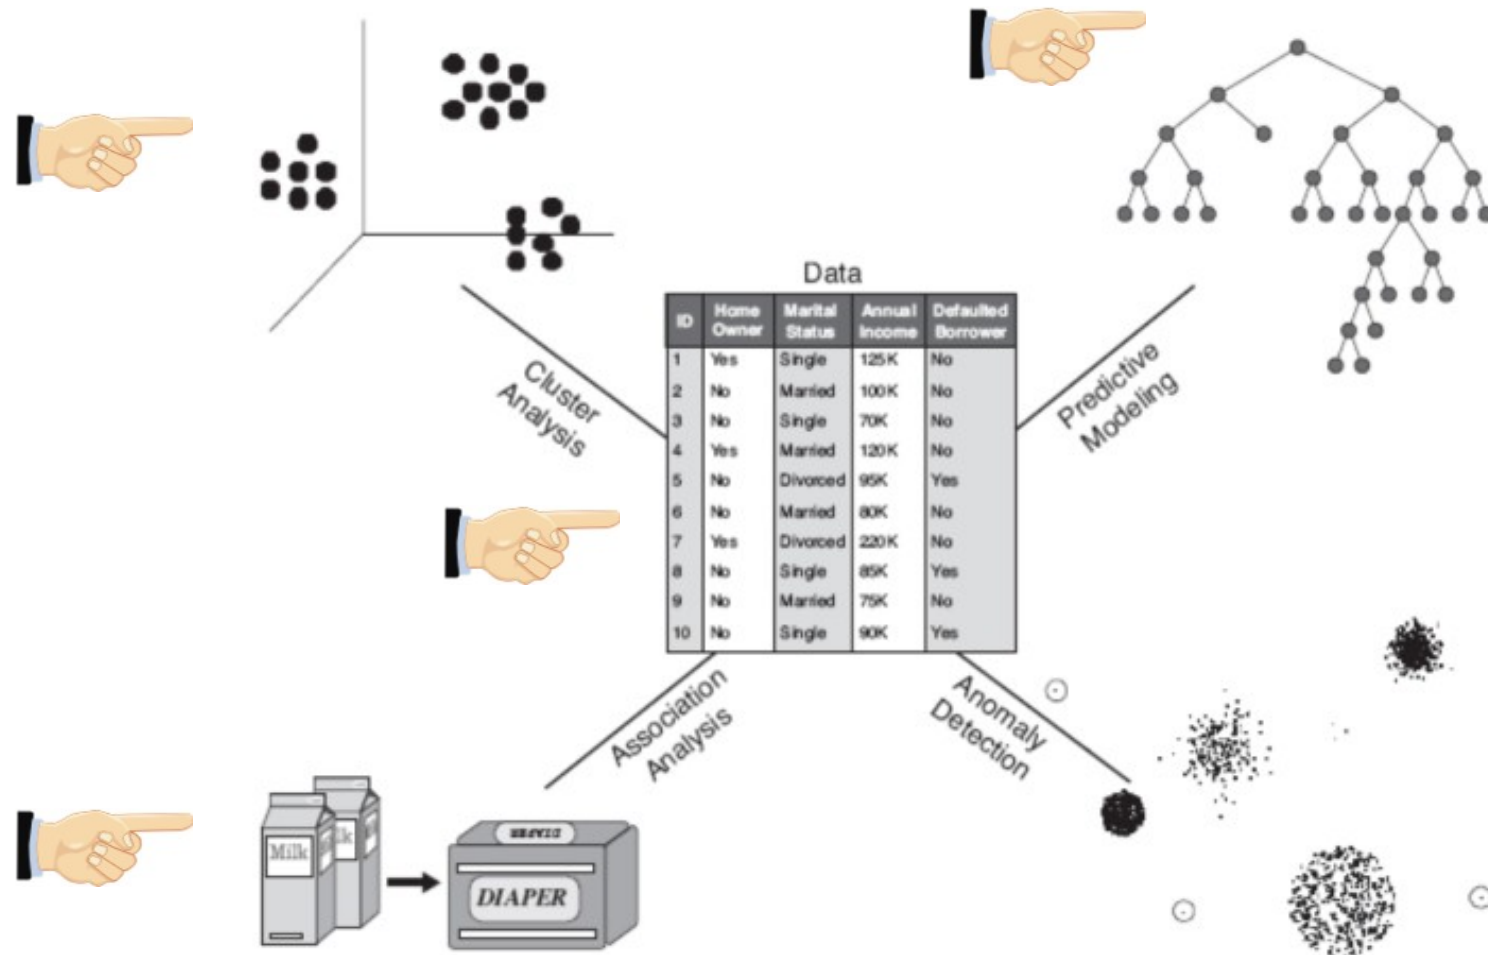 Data
ID Home Owner Marital Status Annual Income Defaulted Borrower
1 Yes Single 125K No
2 No Married 100K No
3 No Single 70K No
4 Yes Married 120K No
5 No Divorced 95K Yes
6 No Married 80K No
7 Yes Divorced 220K No
8 No Single 85K Yes
9 No Married 75K No
10 No Single 90K Yes
Cluster
Analysis
Predictive
Modeling
Association
Analysis
Anomaly
Detection
Milk
lk
DIAPER
DIAPER